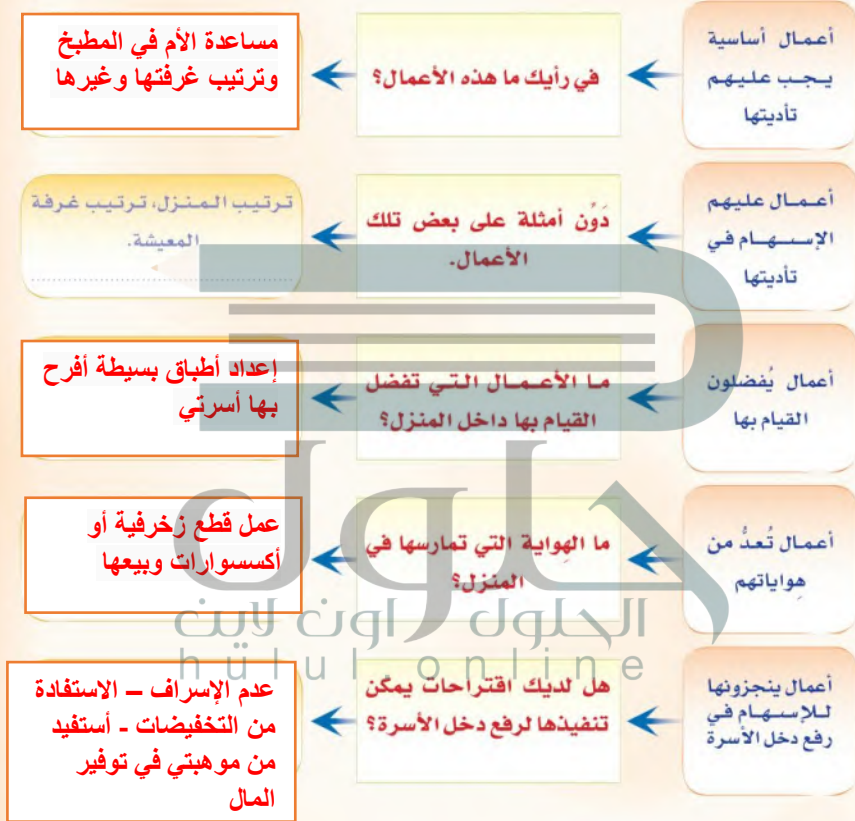 أعمال أساسية
يجب عليهم
تأديتها
في رأيك ما هذه الأعمال؟
مساعدة الأم في المطبخ
وترتيب غرفتها وغيرها
أعمال عليهم
الإسهام في
تأديتها
دَوِّن أمثلة على بعض تلك
الأعمال.
ترتيب المنزل، ترتيب غرفة
المعيشة.
أعمال يُفضلون
القيام بها
ما الأعمال التي تفضل
القيام بها داخل المنزل؟
إعداد أطباق بسيطة أفرح
بها أسرتي
أعمال تُعدُّ من
هِواياتهم
ما الهِواية التي تمارسها في
المنزل؟
عمل قطع زخرفية أو
أكسسوارات وبيعها
أعمال ينجزونها
للإسهام في
رفع دخل الأسرة
هل لديك اقتراحات يمكن
تنفيذها لرفع دخل الأسرة؟
عدم الإسراف – الاستفادة
من التخفيضات - أستفيد
من موهبتي في توفير
المال
حلول
الحلول اون لاين
hulul online